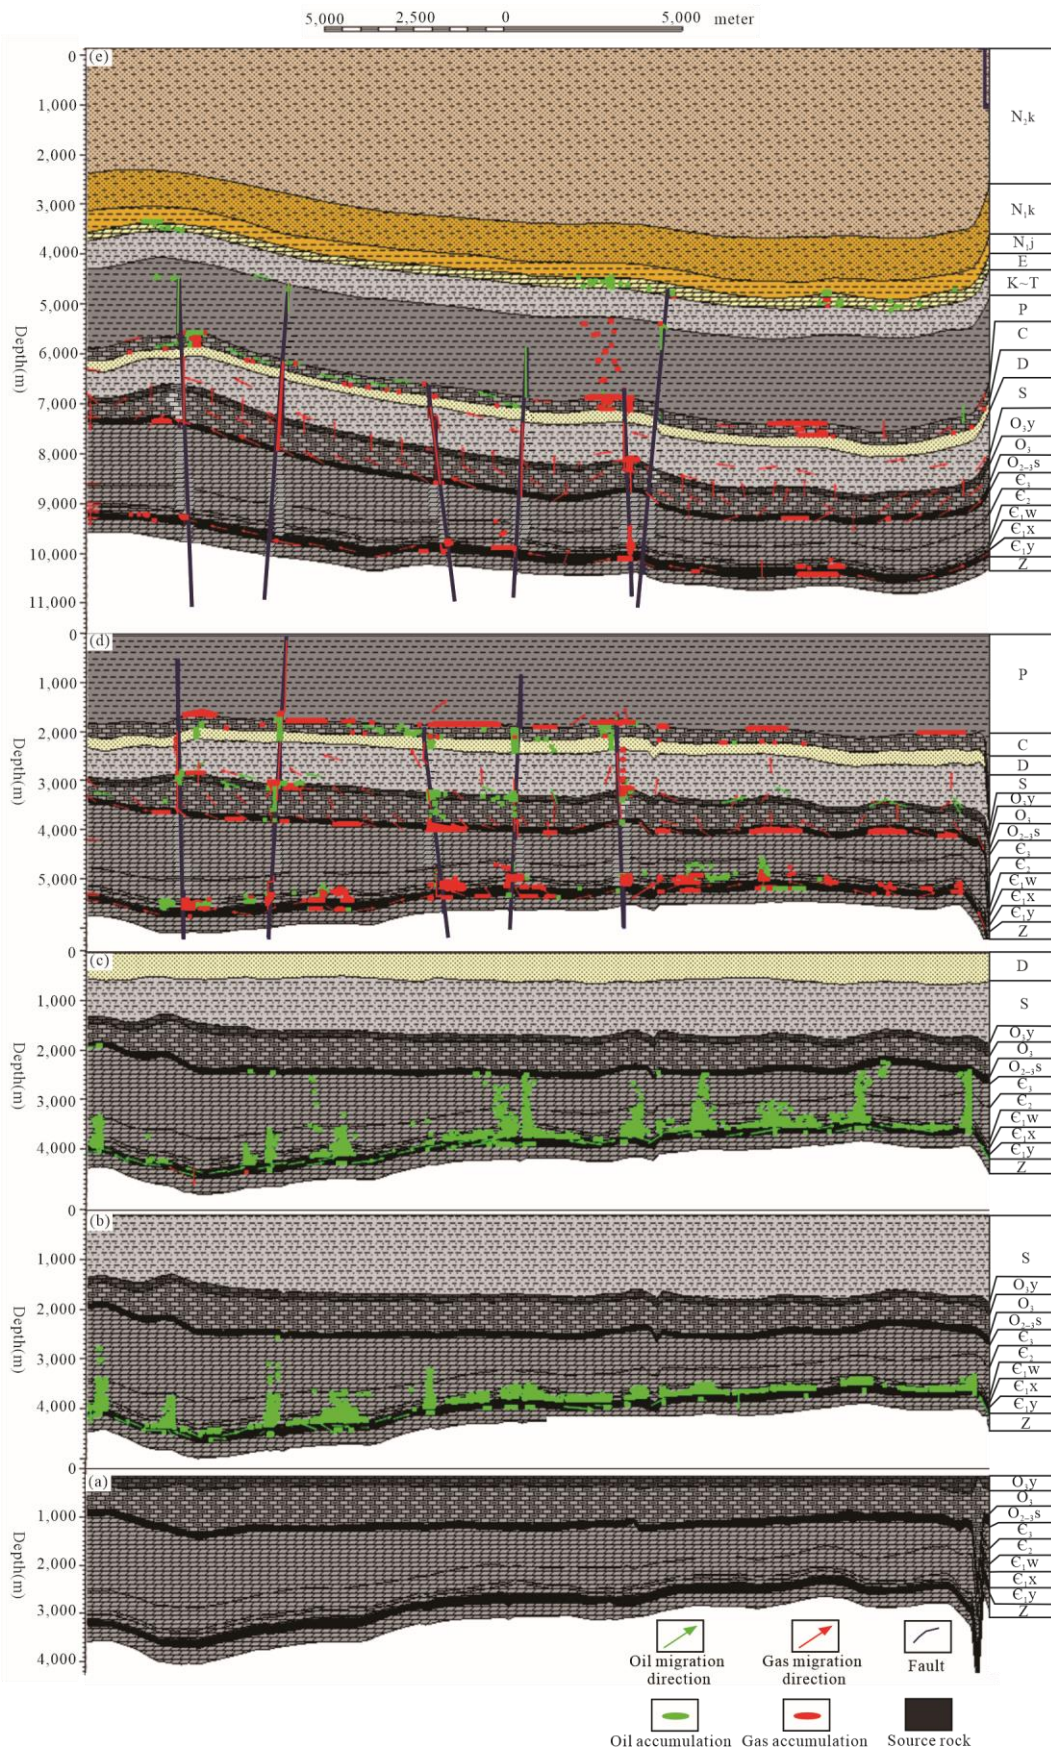 5,000 2,500 0 5,000 meter
(e)
Depth(m)
0
1,000
2,000
3,000
4,000
5,000
6,000
7,000
8,000
9,000
10,000
11,000
N₂k
N₁k
N₁j
E
K~T
P
C
D
S
O₃y
O₃
O₂₋₃s
Є₃
Є₂
Є₁w
Є₁x
Є₁y
Z
(d)
Depth(m)
0
1,000
2,000
3,000
4,000
5,000
P
C
D
S
O₃y
O₃
O₂₋₃s
Є₃
Є₂
Є₁w
Є₁x
Є₁y
Z
(c)
Depth(m)
0
1,000
2,000
3,000
4,000
D
S
O₃y
O₃
O₂₋₃s
Є₃
Є₂
Є₁w
Є₁x
Є₁y
Z
(b)
Depth(m)
0
1,000
2,000
3,000
4,000
S
O₃y
O₃
O₂₋₃s
Є₃
Є₂
Є₁w
Є₁x
Є₁y
Z
(a)
Depth(m)
0
1,000
2,000
3,000
4,000
O₃y
O₃
O₂₋₃s
Є₃
Є₂
Є₁w
Є₁x
Є₁y
Z
Oil migration
direction
Gas migration
direction
Fault
Oil accumulation
Gas accumulation
Source rock